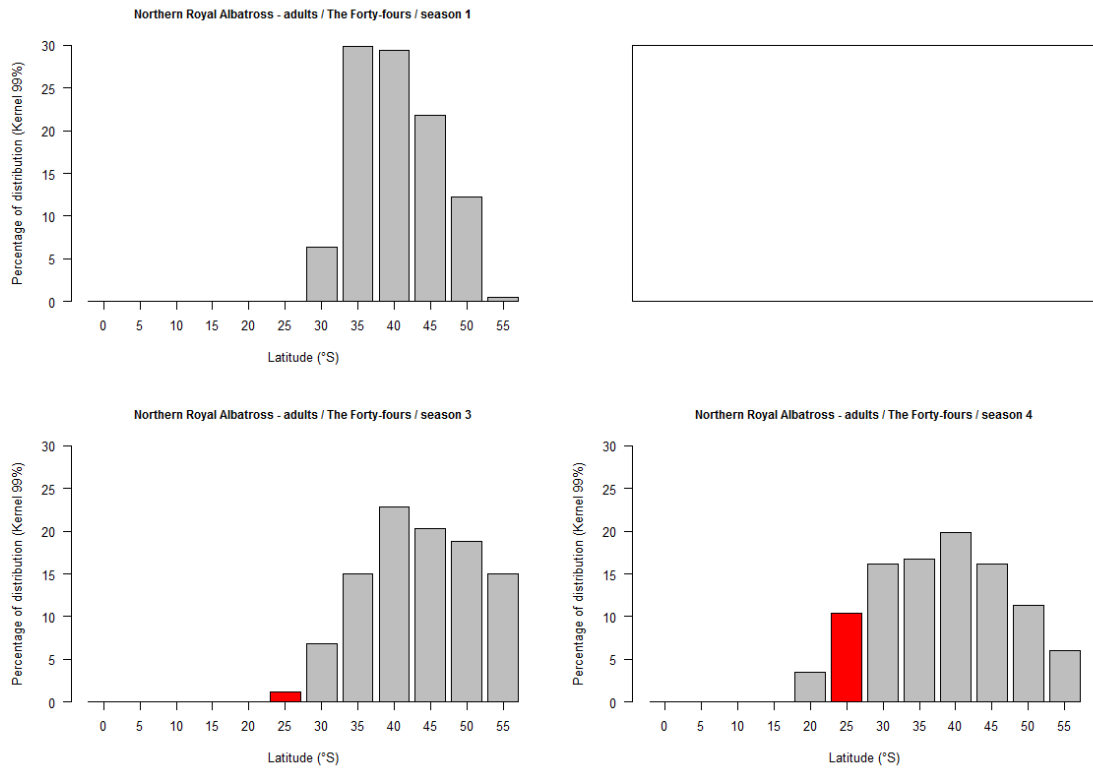 Northern Royal Albatross - adults / The Forty-fours / season 1
Percentage of distribution (Kernel 99%)
30
25
20
15
10
5
0
0 5 10 15 20 25 30 35 40 45 50 55
Latitude (°S)
Northern Royal Albatross - adults / The Forty-fours / season 3
Percentage of distribution (Kernel 99%)
30
25
20
15
10
5
0
0 5 10 15 20 25 30 35 40 45 50 55
Latitude (°S)
Northern Royal Albatross - adults / The Forty-fours / season 4
Percentage of distribution (Kernel 99%)
30
25
20
15
10
5
0
0 5 10 15 20 25 30 35 40 45 50 55
Latitude (°S)